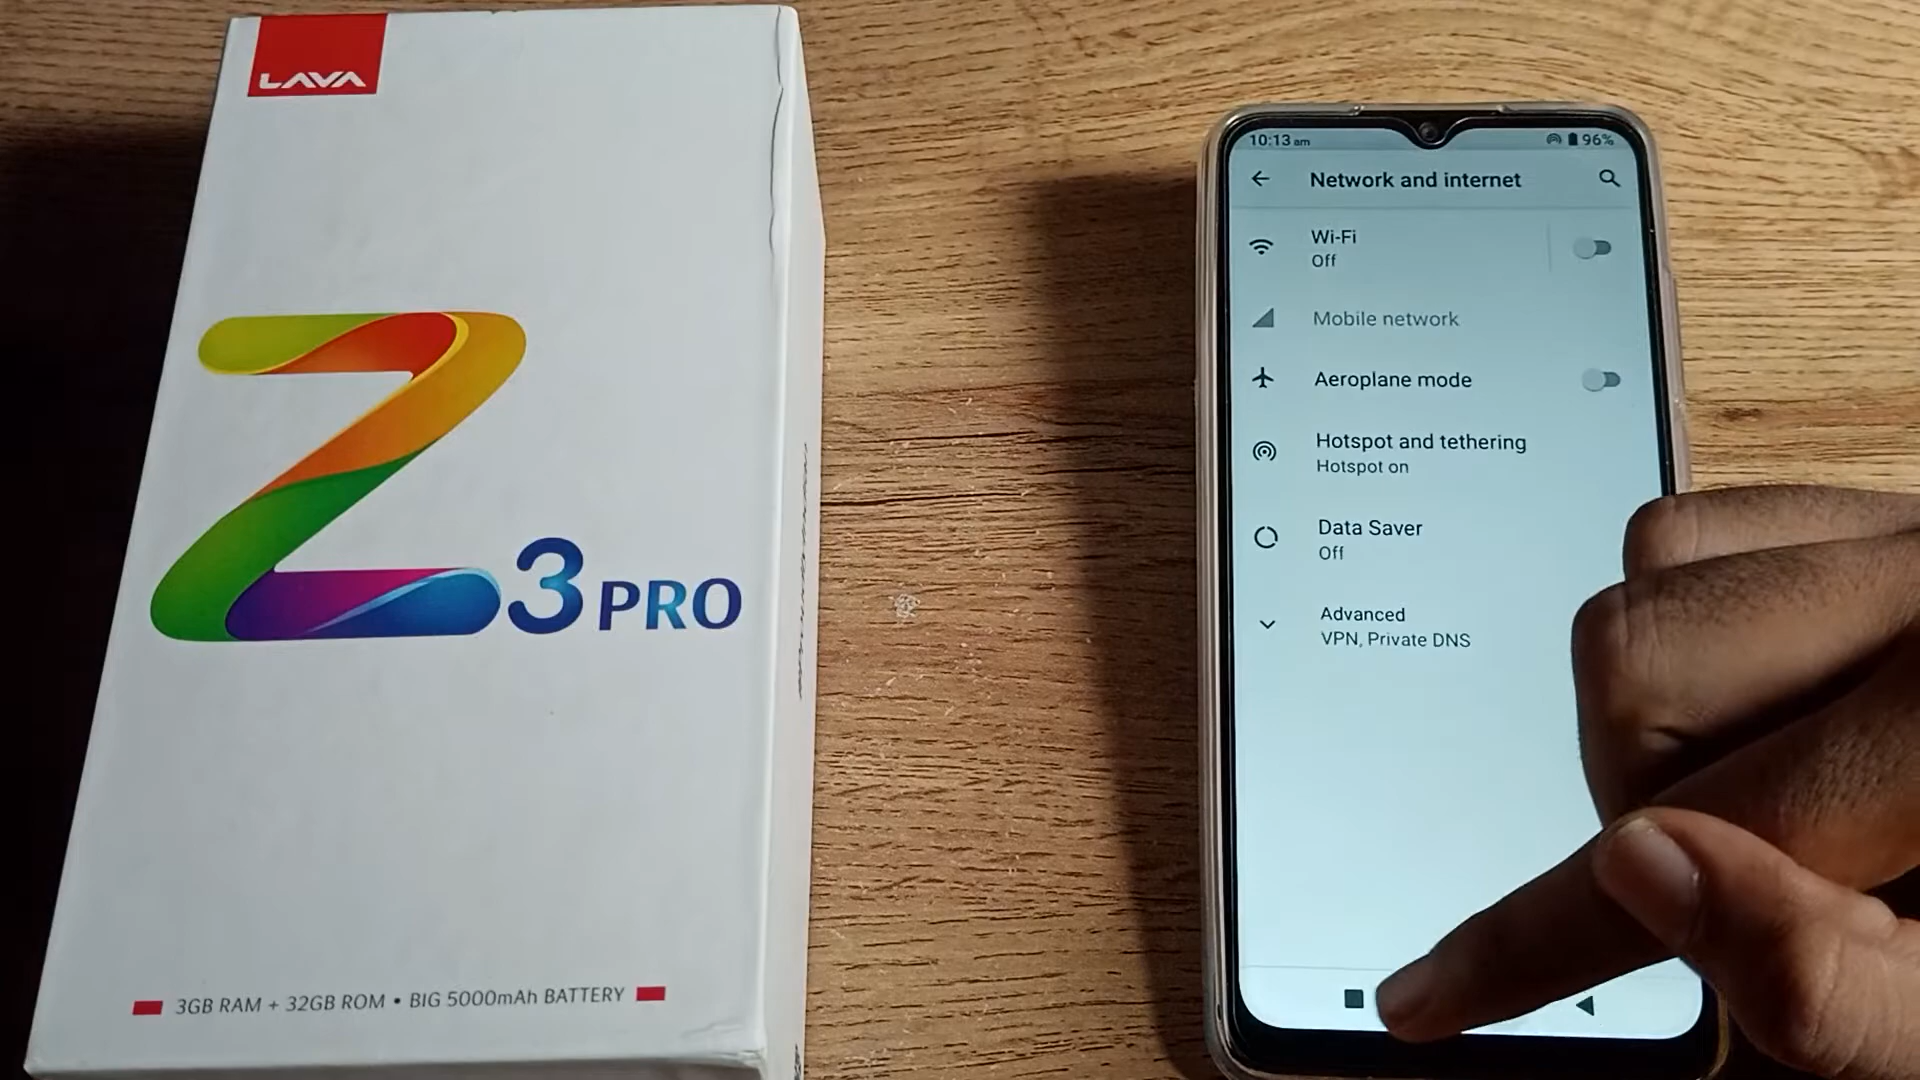 LAVA
Z3 PRO
3GB RAM + 32GB ROM • BIG 5000mAh BATTERY
10:13 am
96%
Network and internet
Wi-Fi
Off
Mobile network
Aeroplane mode
Hotspot and tethering
Hotspot on
Data Saver
Off
Advanced
VPN, Private DNS